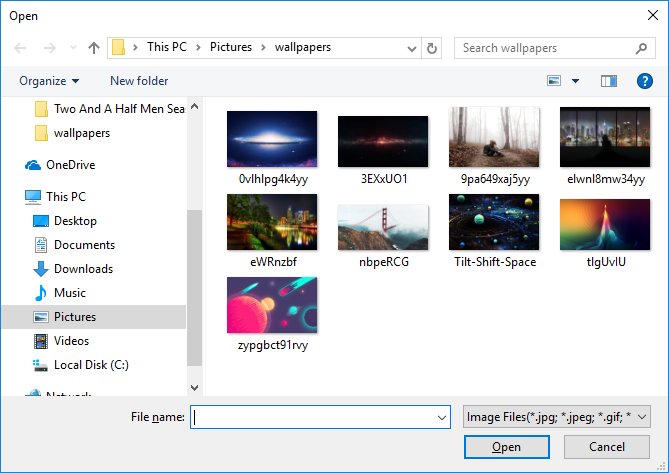 Open
This PC > Pictures > wallpapers
Search wallpapers
Organize
New folder
Two And A Half Men Sea
wallpapers
OneDrive
This PC
Desktop
Documents
Downloads
Music
Pictures
Videos
Local Disk (C:)
Network
0vlhlpg4k4yy
3EXxUO1
9pa649xaj5yy
elwnl8mw34yy
eWRnzbf
nbpeRCG
Tilt-Shift-Space
tIgUvIU
zypgbct91rvy
File name:
Image Files(*.jpg; *.jpeg; *.gif; *
Open
Cancel